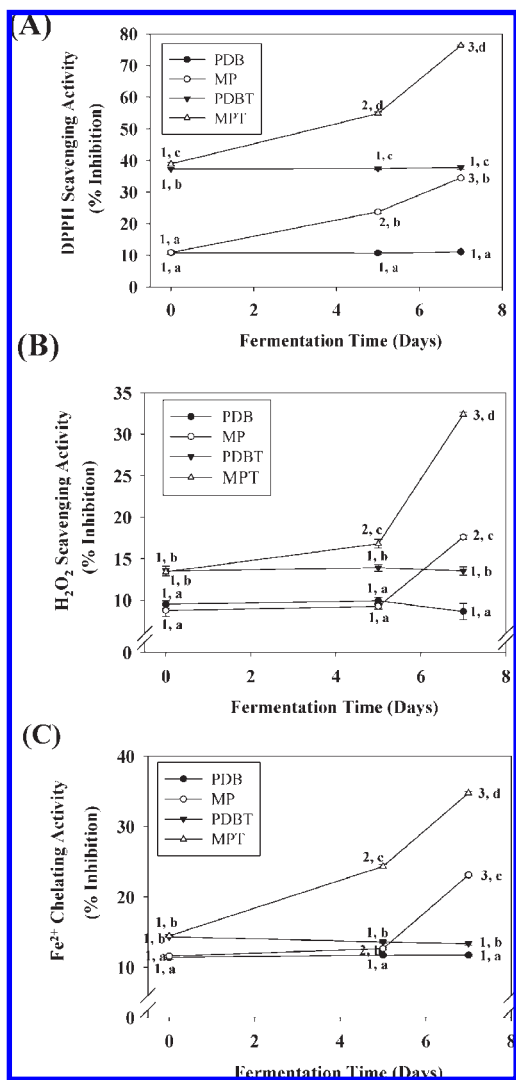 (A)
80
70
60
50
40
30
20
10
0
DPPH Scavenging Activity
(% Inhibition)
PDB
MP
PDBT
MPT
1, c
1, b
1, a
1, a
2, d
1, c
2, b
1, a
3,d
1, c
3, b
1, a
0 2 4 6 8
Fermentation Time (Days)
(B)
35
30
25
20
15
10
0
H₂O₂ Scavenging Activity
(% Inhibition)
PDB
MP
PDBT
MPT
1, b
1, b
1, a
1, a
2, c
1, b
1, a
1, a
3, d
2, c
1, b
1, a
0 2 4 6 8
Fermentation Time (Days)
(C)
40
30
20
10
0
Fe²⁺ Chelating Activity
(% Inhibition)
PDB
MP
PDBT
MPT
1, b
1, b
1, a
1, a
2, c
1, b
2, b
1, a
3, d
3, c
1, b
1, a
0 2 4 6 8
Fermentation Time (Days)